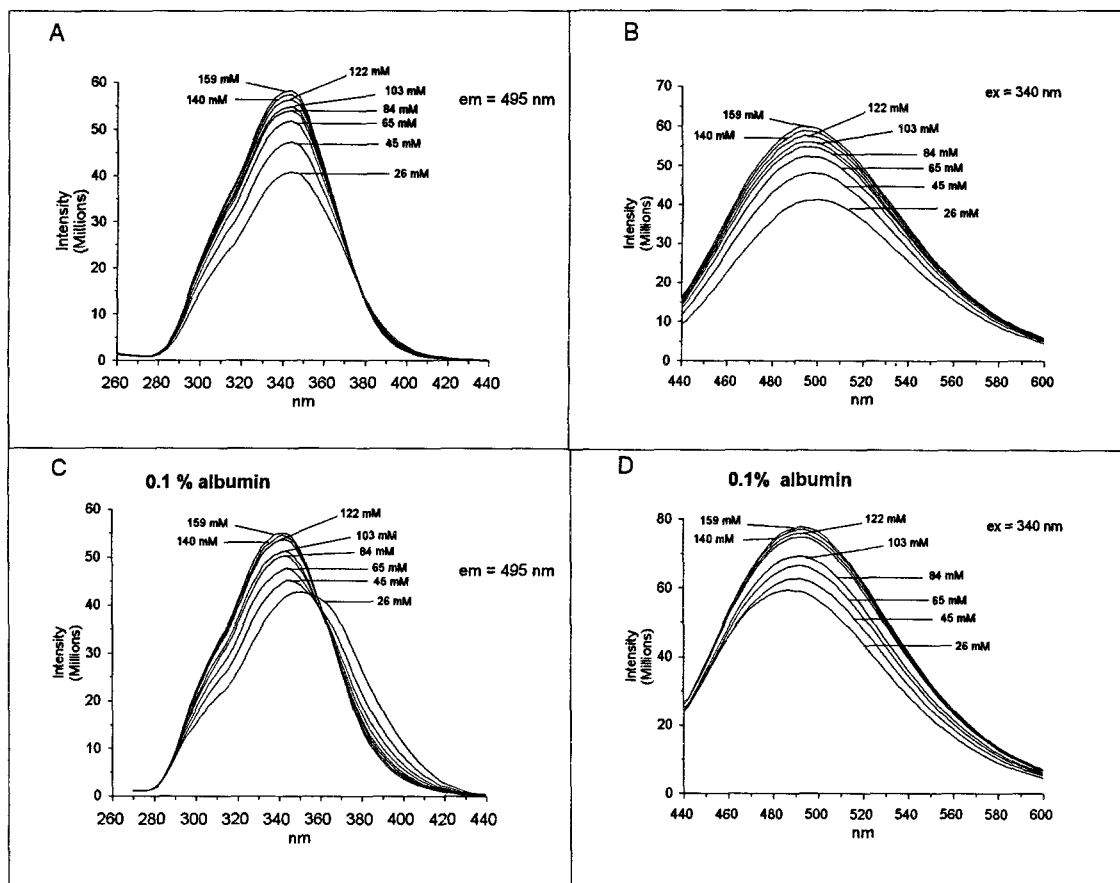 A
em = 495 nm
Intensity
(Millions)
60
50
40
30
20
10
0
159 mM
140 mM
122 mM
103 mM
84 mM
65 mM
45 mM
26 mM
260 280 300 320 340 360 380 400 420 440
nm
B
ex = 340 nm
Intensity
(Millions)
70
60
50
40
30
20
10
0
159 mM
140 mM
122 mM
103 mM
84 mM
65 mM
45 mM
26 mM
440 460 480 500 520 540 560 580 600
nm
C
0.1 % albumin
em = 495 nm
Intensity
(Millions)
60
50
40
30
20
10
0
159 mM
140 mM
122 mM
103 mM
84 mM
65 mM
45 mM
26 mM
260 280 300 320 340 360 380 400 420 440
nm
D
0.1% albumin
ex = 340 nm
Intensity
(Millions)
80
60
40
20
0
159 mM
140 mM
122 mM
103 mM
84 mM
65 mM
45 mM
26 mM
440 460 480 500 520 540 560 580 600
nm